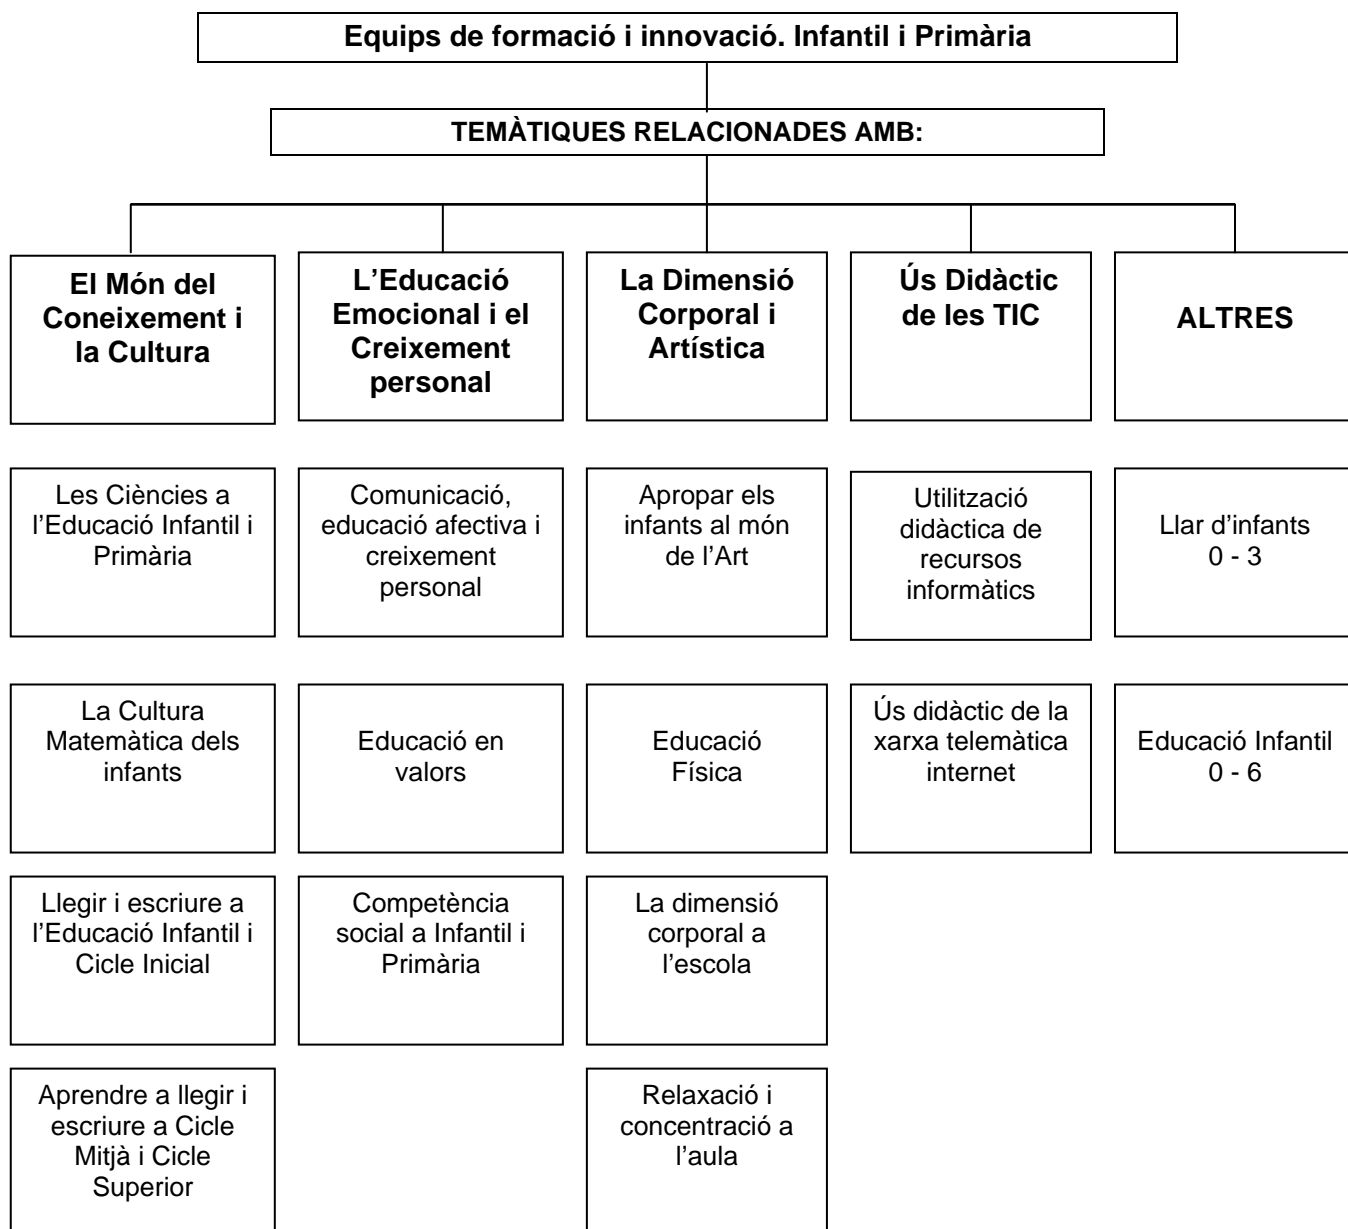 Equips de formació i innovació. Infantil i Primària
TEMÀTIQUES RELACIONADES AMB:
El Món del
Coneixement i
la Cultura
L’Educació
Emocional i el
Creixement
personal
La Dimensió
Corporal i
Artística
Ús Didàctic
de les TIC
ALTRES
Les Ciències a
l’Educació Infantil i
Primària
Comunicació,
educació afectiva i
creixement
personal
Apropar els
infants al món
de l’Art
Utilització
didàctica de
recursos
informàtics
Llar d’infants
0 - 3
La Cultura
Matemàtica dels
infants
Educació en
valors
Educació
Física
Ús didàctic de la
xarxa telemàtica
internet
Educació Infantil
0 - 6
Llegir i escriure a
l’Educació Infantil i
Cicle Inicial
Competència
social a Infantil i
Primària
La dimensió
corporal a
l’escola
Aprendre a llegir i
escriure a Cicle
Mitjà i Cicle
Superior
Relaxació i
concentració a
l’aula